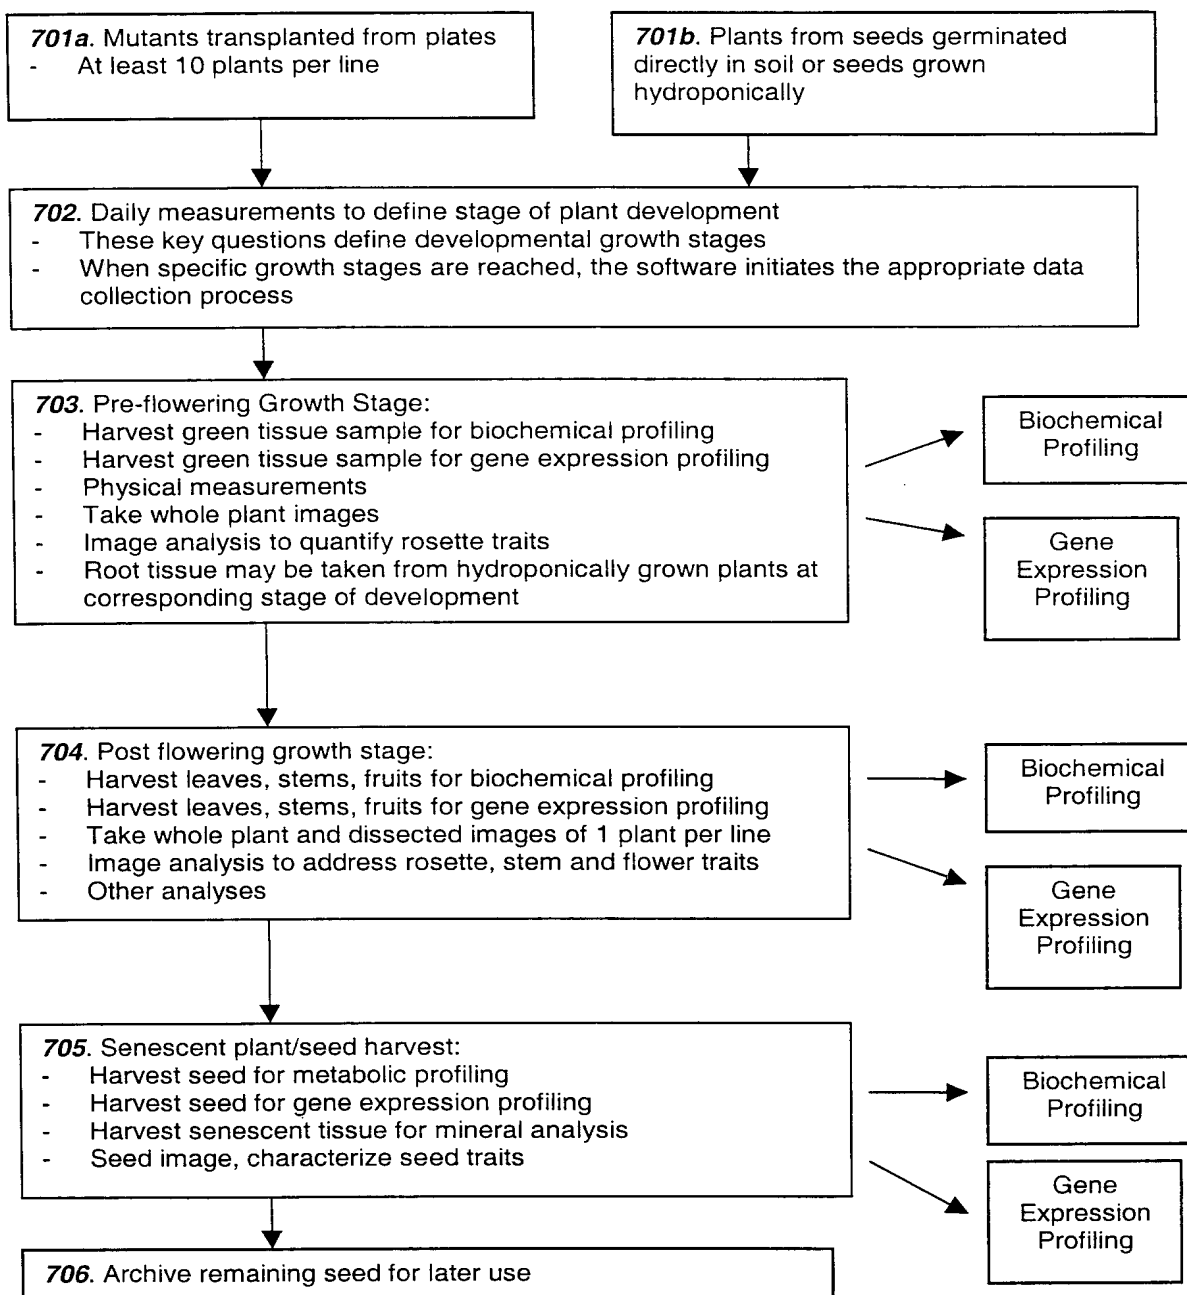 701a. Mutants transplanted from plates
- At least 10 plants per line
701b. Plants from seeds germinated
directly in soil or seeds grown
hydroponically
702. Daily measurements to define stage of plant development
- These key questions define developmental growth stages
- When specific growth stages are reached, the software initiates the appropriate data
collection process
703. Pre-flowering Growth Stage:
- Harvest green tissue sample for biochemical profiling
- Harvest green tissue sample for gene expression profiling
- Physical measurements
- Take whole plant images
- Image analysis to quantify rosette traits
- Root tissue may be taken from hydroponically grown plants at
corresponding stage of development
Biochemical
Profiling
Gene
Expression
Profiling
704. Post flowering growth stage:
- Harvest leaves, stems, fruits for biochemical profiling
- Harvest leaves, stems, fruits for gene expression profiling
- Take whole plant and dissected images of 1 plant per line
- Image analysis to address rosette, stem and flower traits
- Other analyses
Biochemical
Profiling
Gene
Expression
Profiling
705. Senescent plant/seed harvest:
- Harvest seed for metabolic profiling
- Harvest seed for gene expression profiling
- Harvest senescent tissue for mineral analysis
- Seed image, characterize seed traits
Biochemical
Profiling
Gene
Expression
Profiling
706. Archive remaining seed for later use